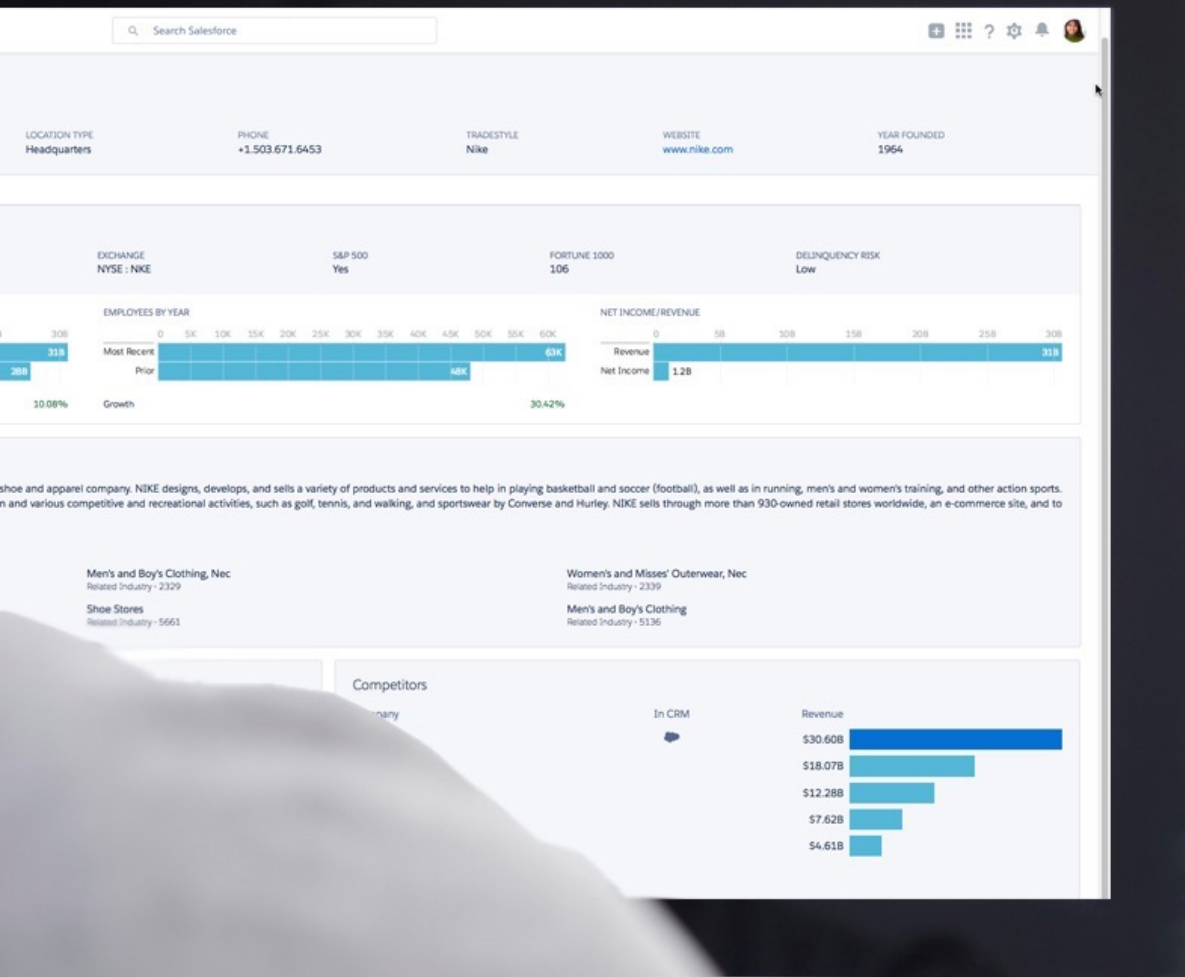 Search Salesforce
?
LOCATION TYPE PHONE TRADESTYLE WEBSITE YEAR FOUNDED
Headquarters +1.503.671.6453 Nike www.nike.com 1964
EXCHANGE S&P 500 FORTUNE 1000 DELINQUENCY RISK
NYSE : NKE Yes 106 Low
EMPLOYEES BY YEAR NET INCOME/REVENUE
30B 0 5K 10K 15K 20K 25K 30K 35K 40K 45K 50K 55K 60K 0 5B 10B 15B 20B 25B 30B
31B Most Recent 63K Revenue 31B
28B Prior 48K Net Income 1.2B
10.08% Growth 30.42%
shoe and apparel company. NIKE designs, develops, and sells a variety of products and services to help in playing basketball and soccer (football), as well as in running, men's and women's training, and other action sports.
and various competitive and recreational activities, such as golf, tennis, and walking, and sportswear by Converse and Hurley. NIKE sells through more than 930-owned retail stores worldwide, an e-commerce site, and to
Men's and Boy's Clothing, Nec Women's and Misses' Outerwear, Nec
Related Industry - 2329 Related Industry - 2339
Shoe Stores Men's and Boy's Clothing
Related Industry - 5661 Related Industry - 5136
Competitors
In CRM Revenue
$30.60B
$18.07B
$12.28B
$7.62B
$4.61B